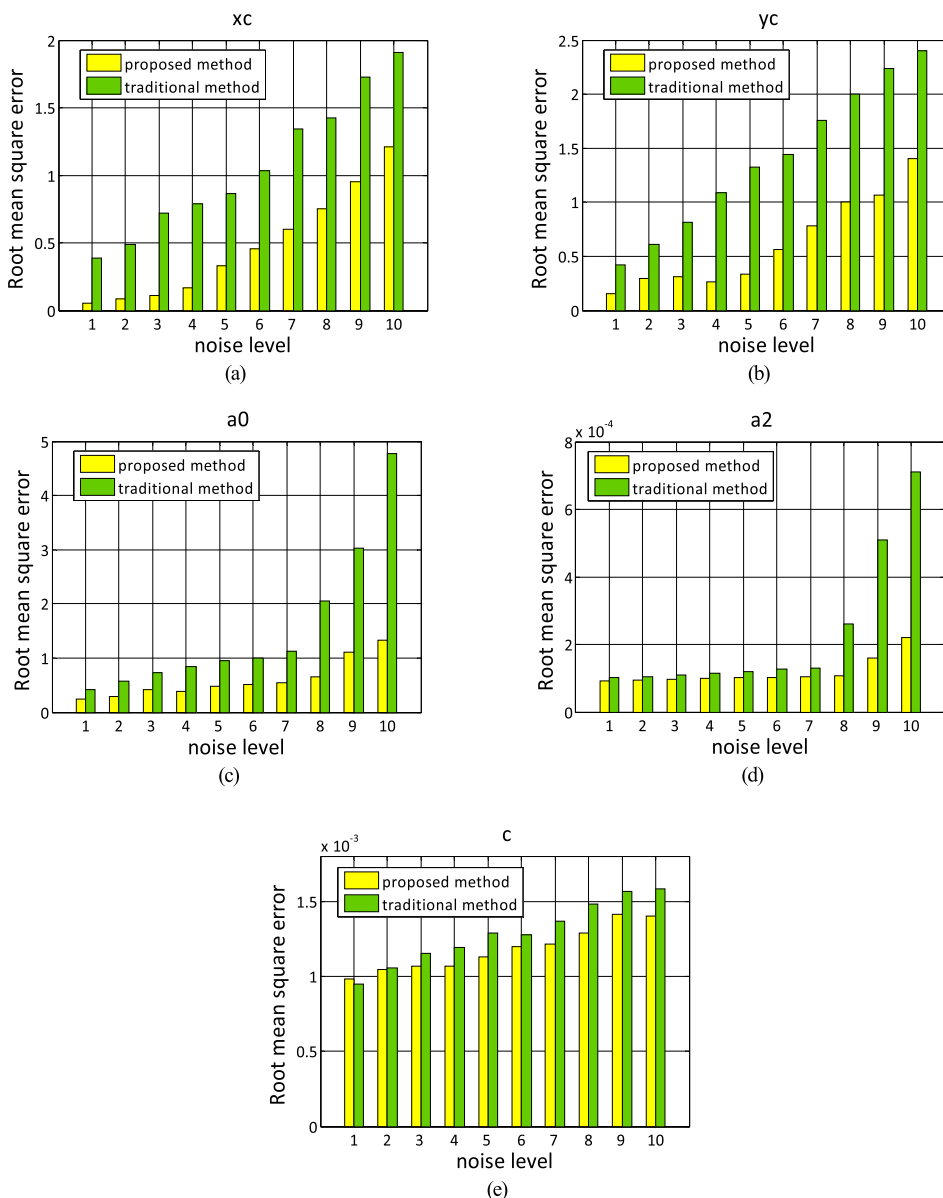 xc
2
1.5
1
0.5
0
Root mean square error
proposed method
traditional method
1 2 3 4 5 6 7 8 9 10
noise level
(a)
yc
2.5
2
1.5
1
0.5
0
Root mean square error
proposed method
traditional method
1 2 3 4 5 6 7 8 9 10
noise level
(b)
a0
5
4
3
2
1
0
Root mean square error
proposed method
traditional method
1 2 3 4 5 6 7 8 9 10
noise level
(c)
a2
x 10^-4
8
6
4
2
0
Root mean square error
proposed method
traditional method
1 2 3 4 5 6 7 8 9 10
noise level
(d)
c
x 10^-3
1.5
1
0.5
0
Root mean square error
proposed method
traditional method
1 2 3 4 5 6 7 8 9 10
noise level
(e)